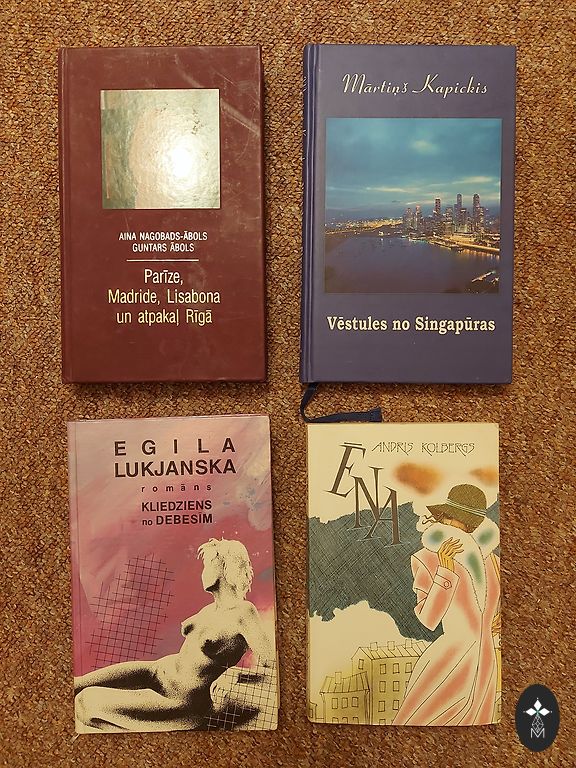 AINA NAGOBADS-ĀBOLS
GUNTARS ĀBOLS
Parīze,
Madride, Lisabona
un atpakaļ Rīgā
Mārtiņš Kapickis
Vēstules no Singapūras
EGILA
LUKJANSKA
romāns
KLIEDZIENS
no DEBESĪM
ANDRIS KOLBERGS
ĒNA
M